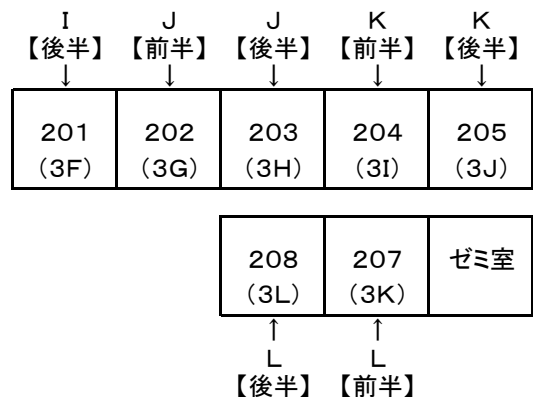 I J J K K
【後半】 【前半】 【後半】 【前半】 【後半】
↓ ↓ ↓ ↓ ↓
201 202 203 204 205
(3F) (3G) (3H) (3I) (3J)
208 207 ゼミ室
(3L) (3K)
↑ ↑
L L
【後半】 【前半】